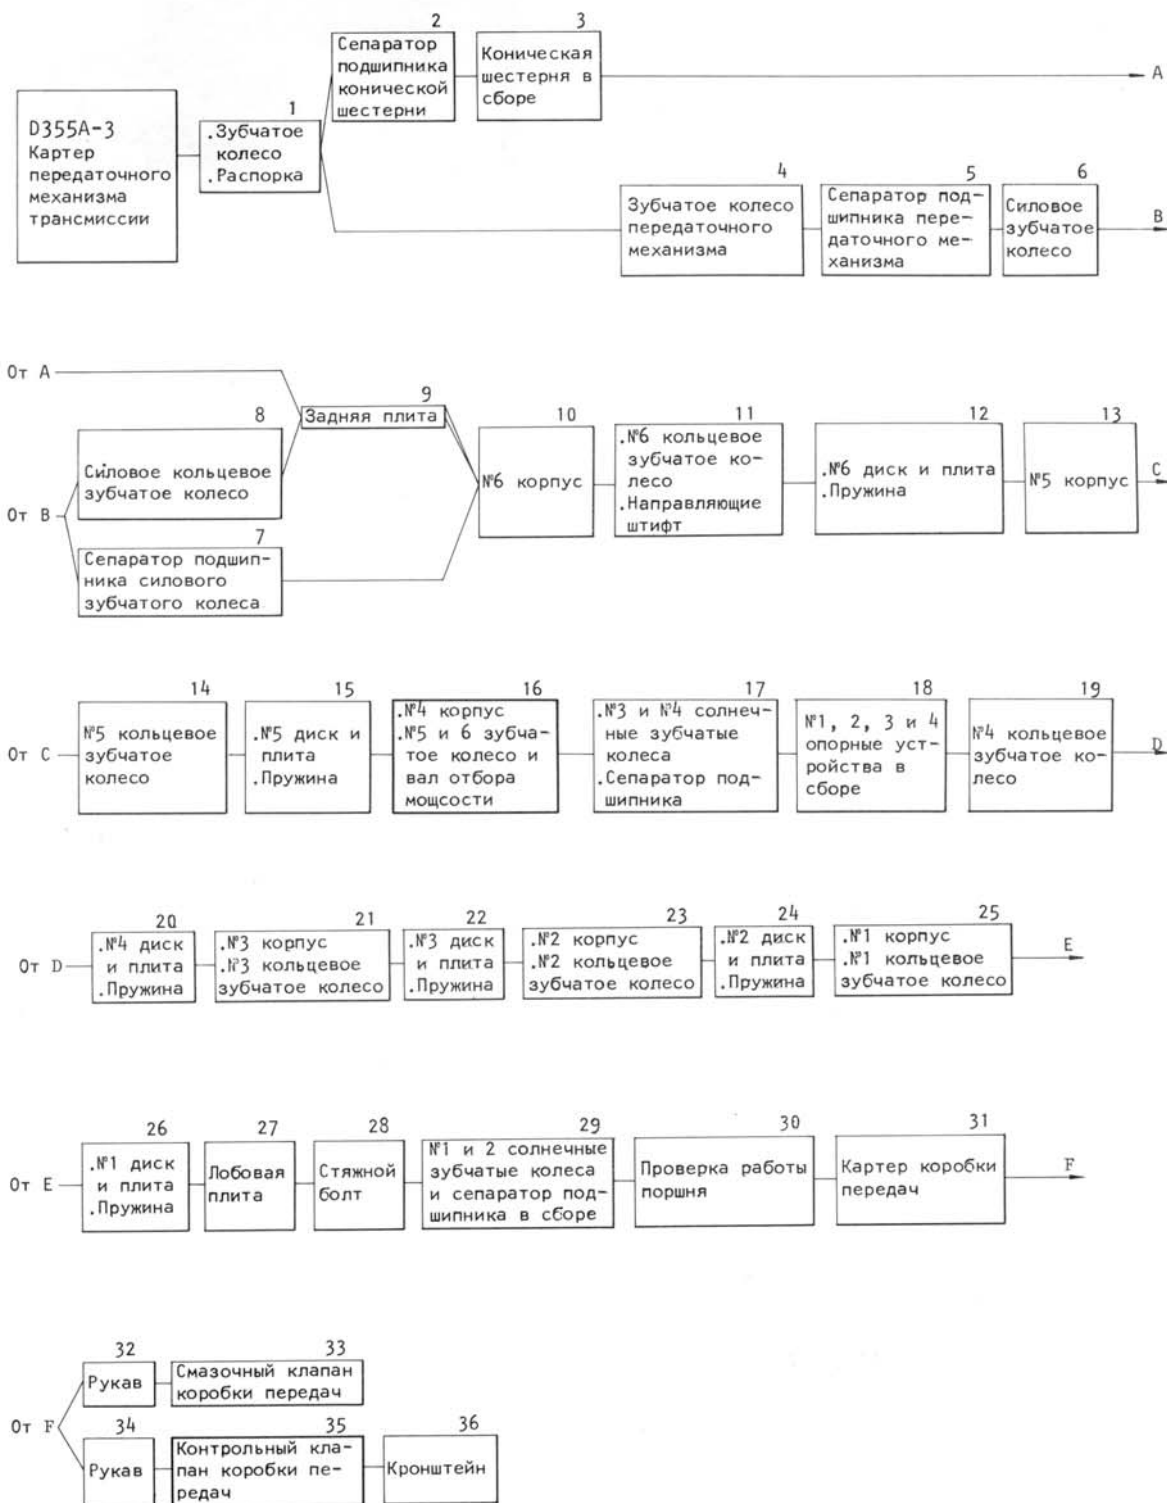 2
Сепаратор
подшипника
конической
шестерни
3
Коническая
шестерня в
сборе
A
D355A-3
Картер
передаточного
механизма
трансмиссии
1
.Зубчатое
колесо
.Распорка
4
Зубчатое колесо
передаточного
механизма
5
Сепаратор под-
шипника пере-
даточного ме-
ханизма
6
Силовое
зубчатое
колесо
B
От A
8
Силовое кольцевое
зубчатое колесо
От B
7
Сепаратор подшип-
ника силового
зубчатого колеса
9
Задняя плита
10
№6 корпус
11
.№6 кольцевое
зубчатое ко-
лесо
.Направляющие
штифт
12
.№6 диск и плита
.Пружина
13
№5 корпус
C
От C
14
№5 кольцевое
зубчатое
колесо
15
.№5 диск и
плита
.Пружина
16
.№4 корпус
.№5 и 6 зубча-
тое колесо и
вал отбора
мощсости
17
.№3 и №4 солнеч-
ные зубчатые
колеса
.Сепаратор под-
шипника
18
№1, 2, 3 и 4
опорные уст-
ройства в
сборе
19
№4 кольцевое
зубчатое ко-
лесо
D
От D
20
.№4 диск
и плита
.Пружина
21
.№3 корпус
.№3 кольцевое
зубчатое колесо
22
.№3 диск
и плита
.Пружина
23
.№2 корпус
.№2 кольцевое
зубчатое колесо
24
.№2 диск
и плита
.Пружина
25
.№1 корпус
.№1 кольцевое
зубчатое колесо
E
От E
26
.№1 диск
и плита
.Пружина
27
Лобовая
плита
28
Стяжной
болт
29
№1 и 2 солнечные
зубчатые колеса
и сепаратор под-
шипника в сборе
30
Проверка работы
поршня
31
Картер коробки
передач
F
От F
32
Рукав
33
Смазочный клапан
коробки передач
34
Рукав
35
Контрольный кла-
пан коробки пе-
редач
36
Кронштейн